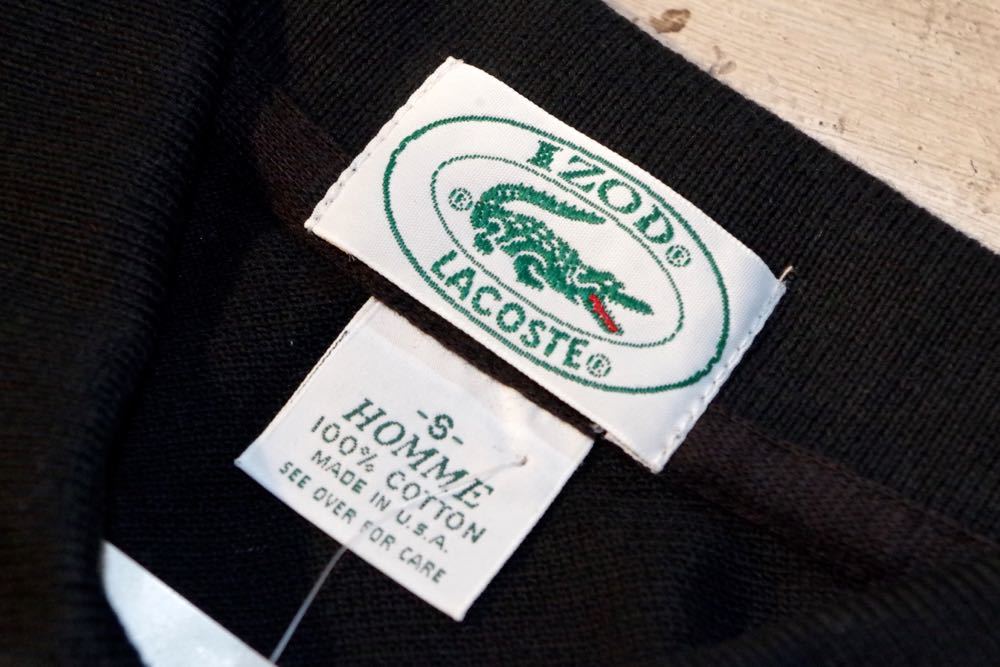 IZOD®
®
LACOSTE®
-S-
HOMME
100% COTTON
MADE IN U.S.A.
SEE OVER FOR CARE